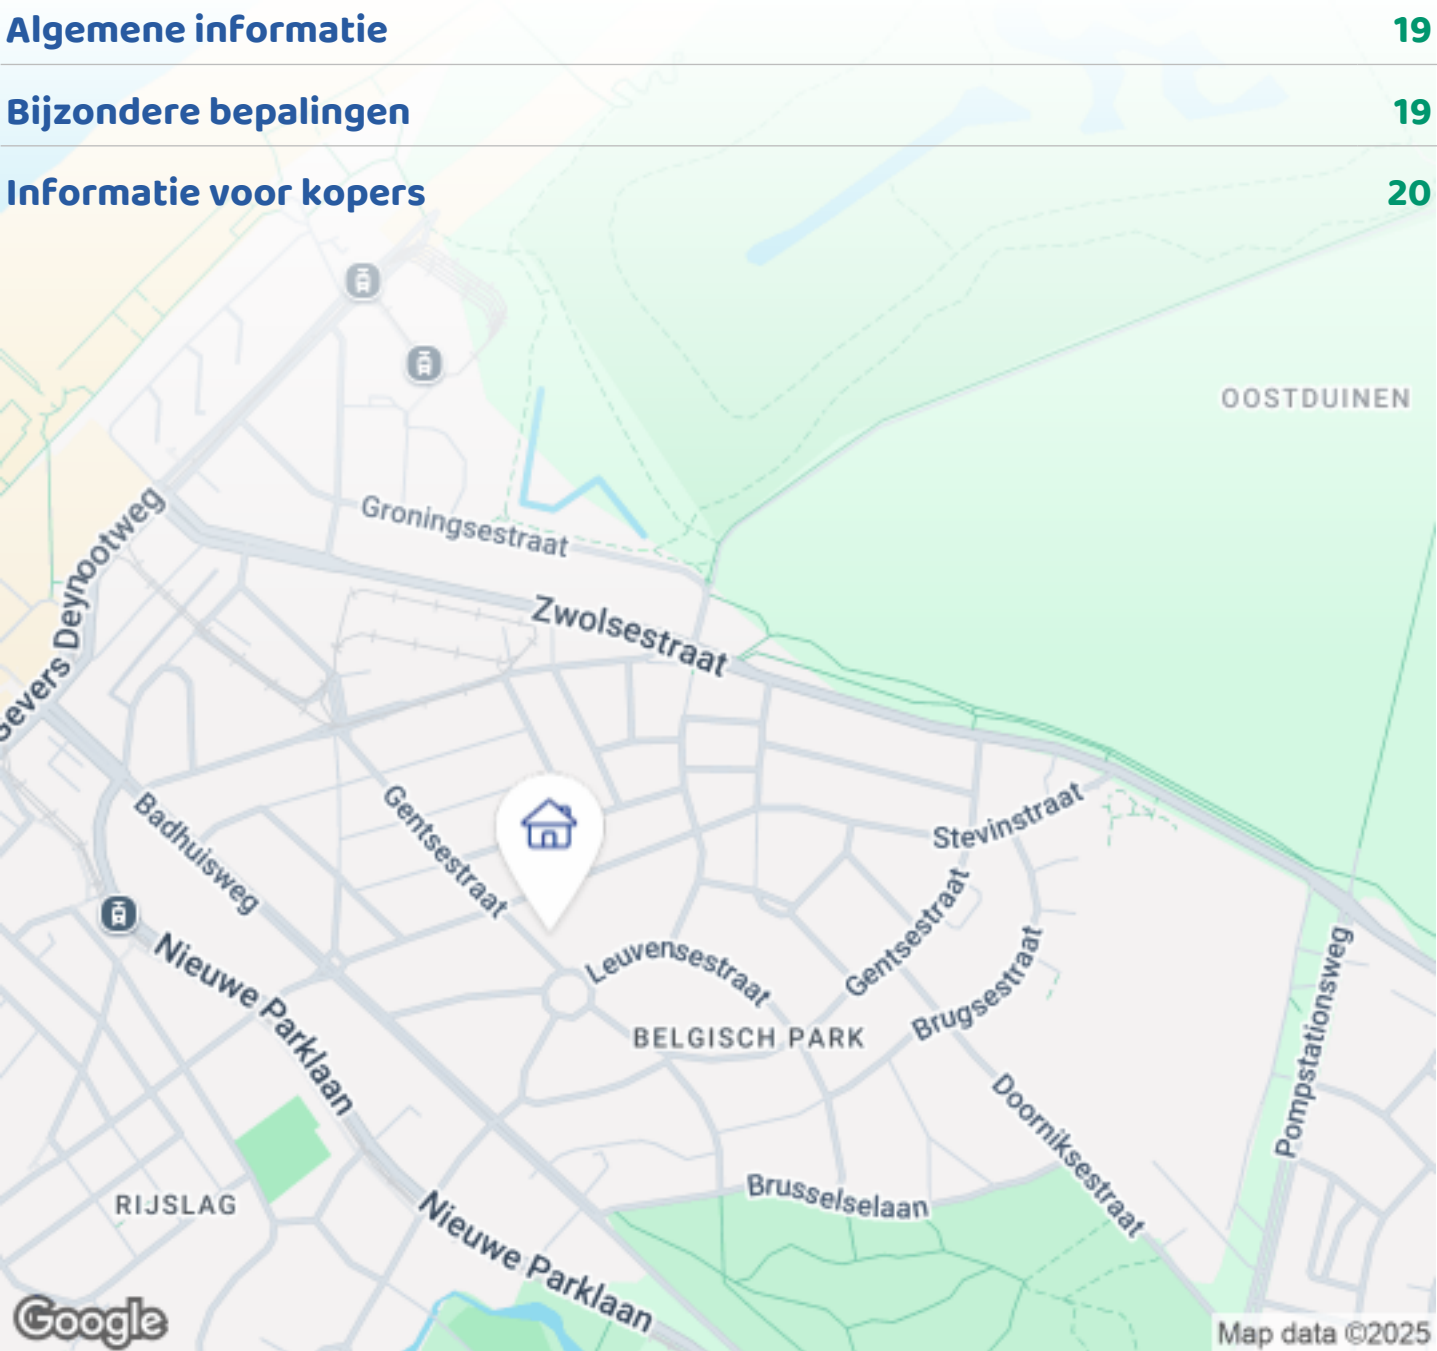 Algemene informatie 19
Bijzondere bepalingen 19
Informatie voor kopers 20
OOSTDUINEN
Groningsestraat
Gevers Deynootweg
Zwolsestraat
Gentsestraat
Badhuisweg
Stevinstraat
Gentsestraat
Nieuwe Parklaan
Leuvensestraat
Brugsestraat
Pompstationsweg
BELGISCH PARK
Doorniksestraat
RIJSLAG
Brusselselaan
Nieuwe Parklaan
Google
Map data ©2025